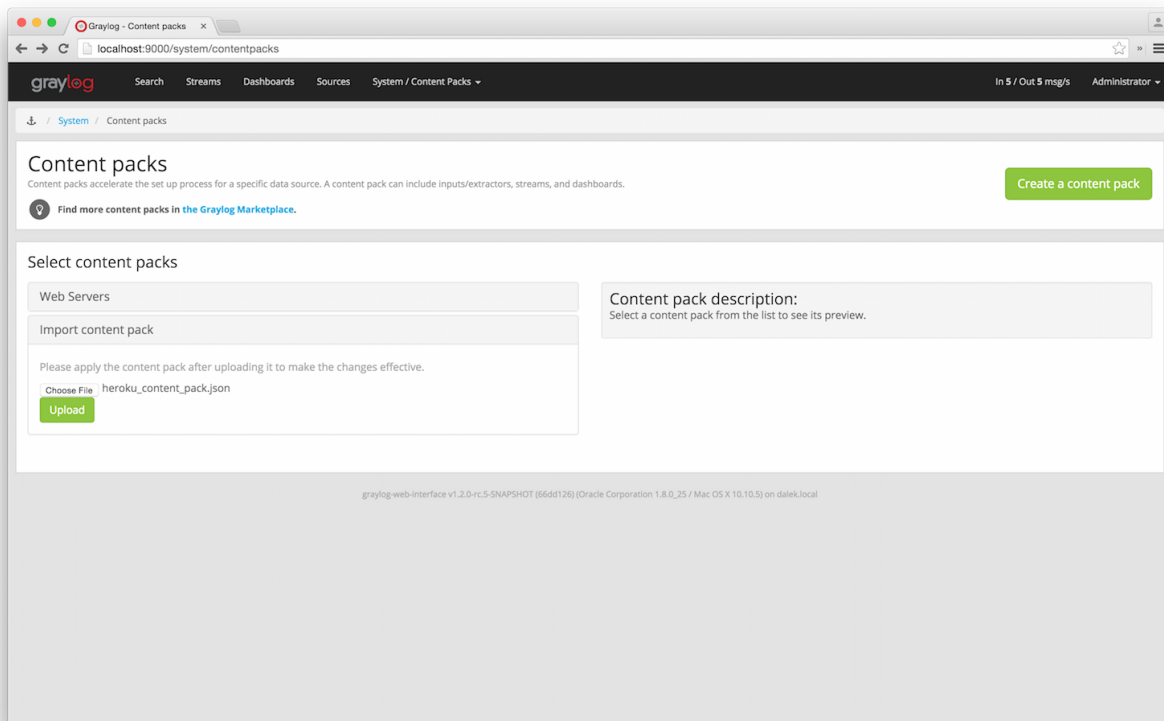 Graylog - Content packs
localhost:9000/system/contentpacks
graylog Search Streams Dashboards Sources System / Content Packs In 5 / Out 5 msg/s Administrator
/ System / Content packs
Content packs
Content packs accelerate the set up process for a specific data source. A content pack can include inputs/extractors, streams, and dashboards.
Create a content pack
Find more content packs in the Graylog Marketplace.
Select content packs
Web Servers
Import content pack
Please apply the content pack after uploading it to make the changes effective.
Choose File heroku_content_pack.json
Upload
Content pack description:
Select a content pack from the list to see its preview.
graylog-web-interface v1.2.0-rc.5-SNAPSHOT (66dd126) (Oracle Corporation 1.8.0_25 / Mac OS X 10.10.5) on dalek.local